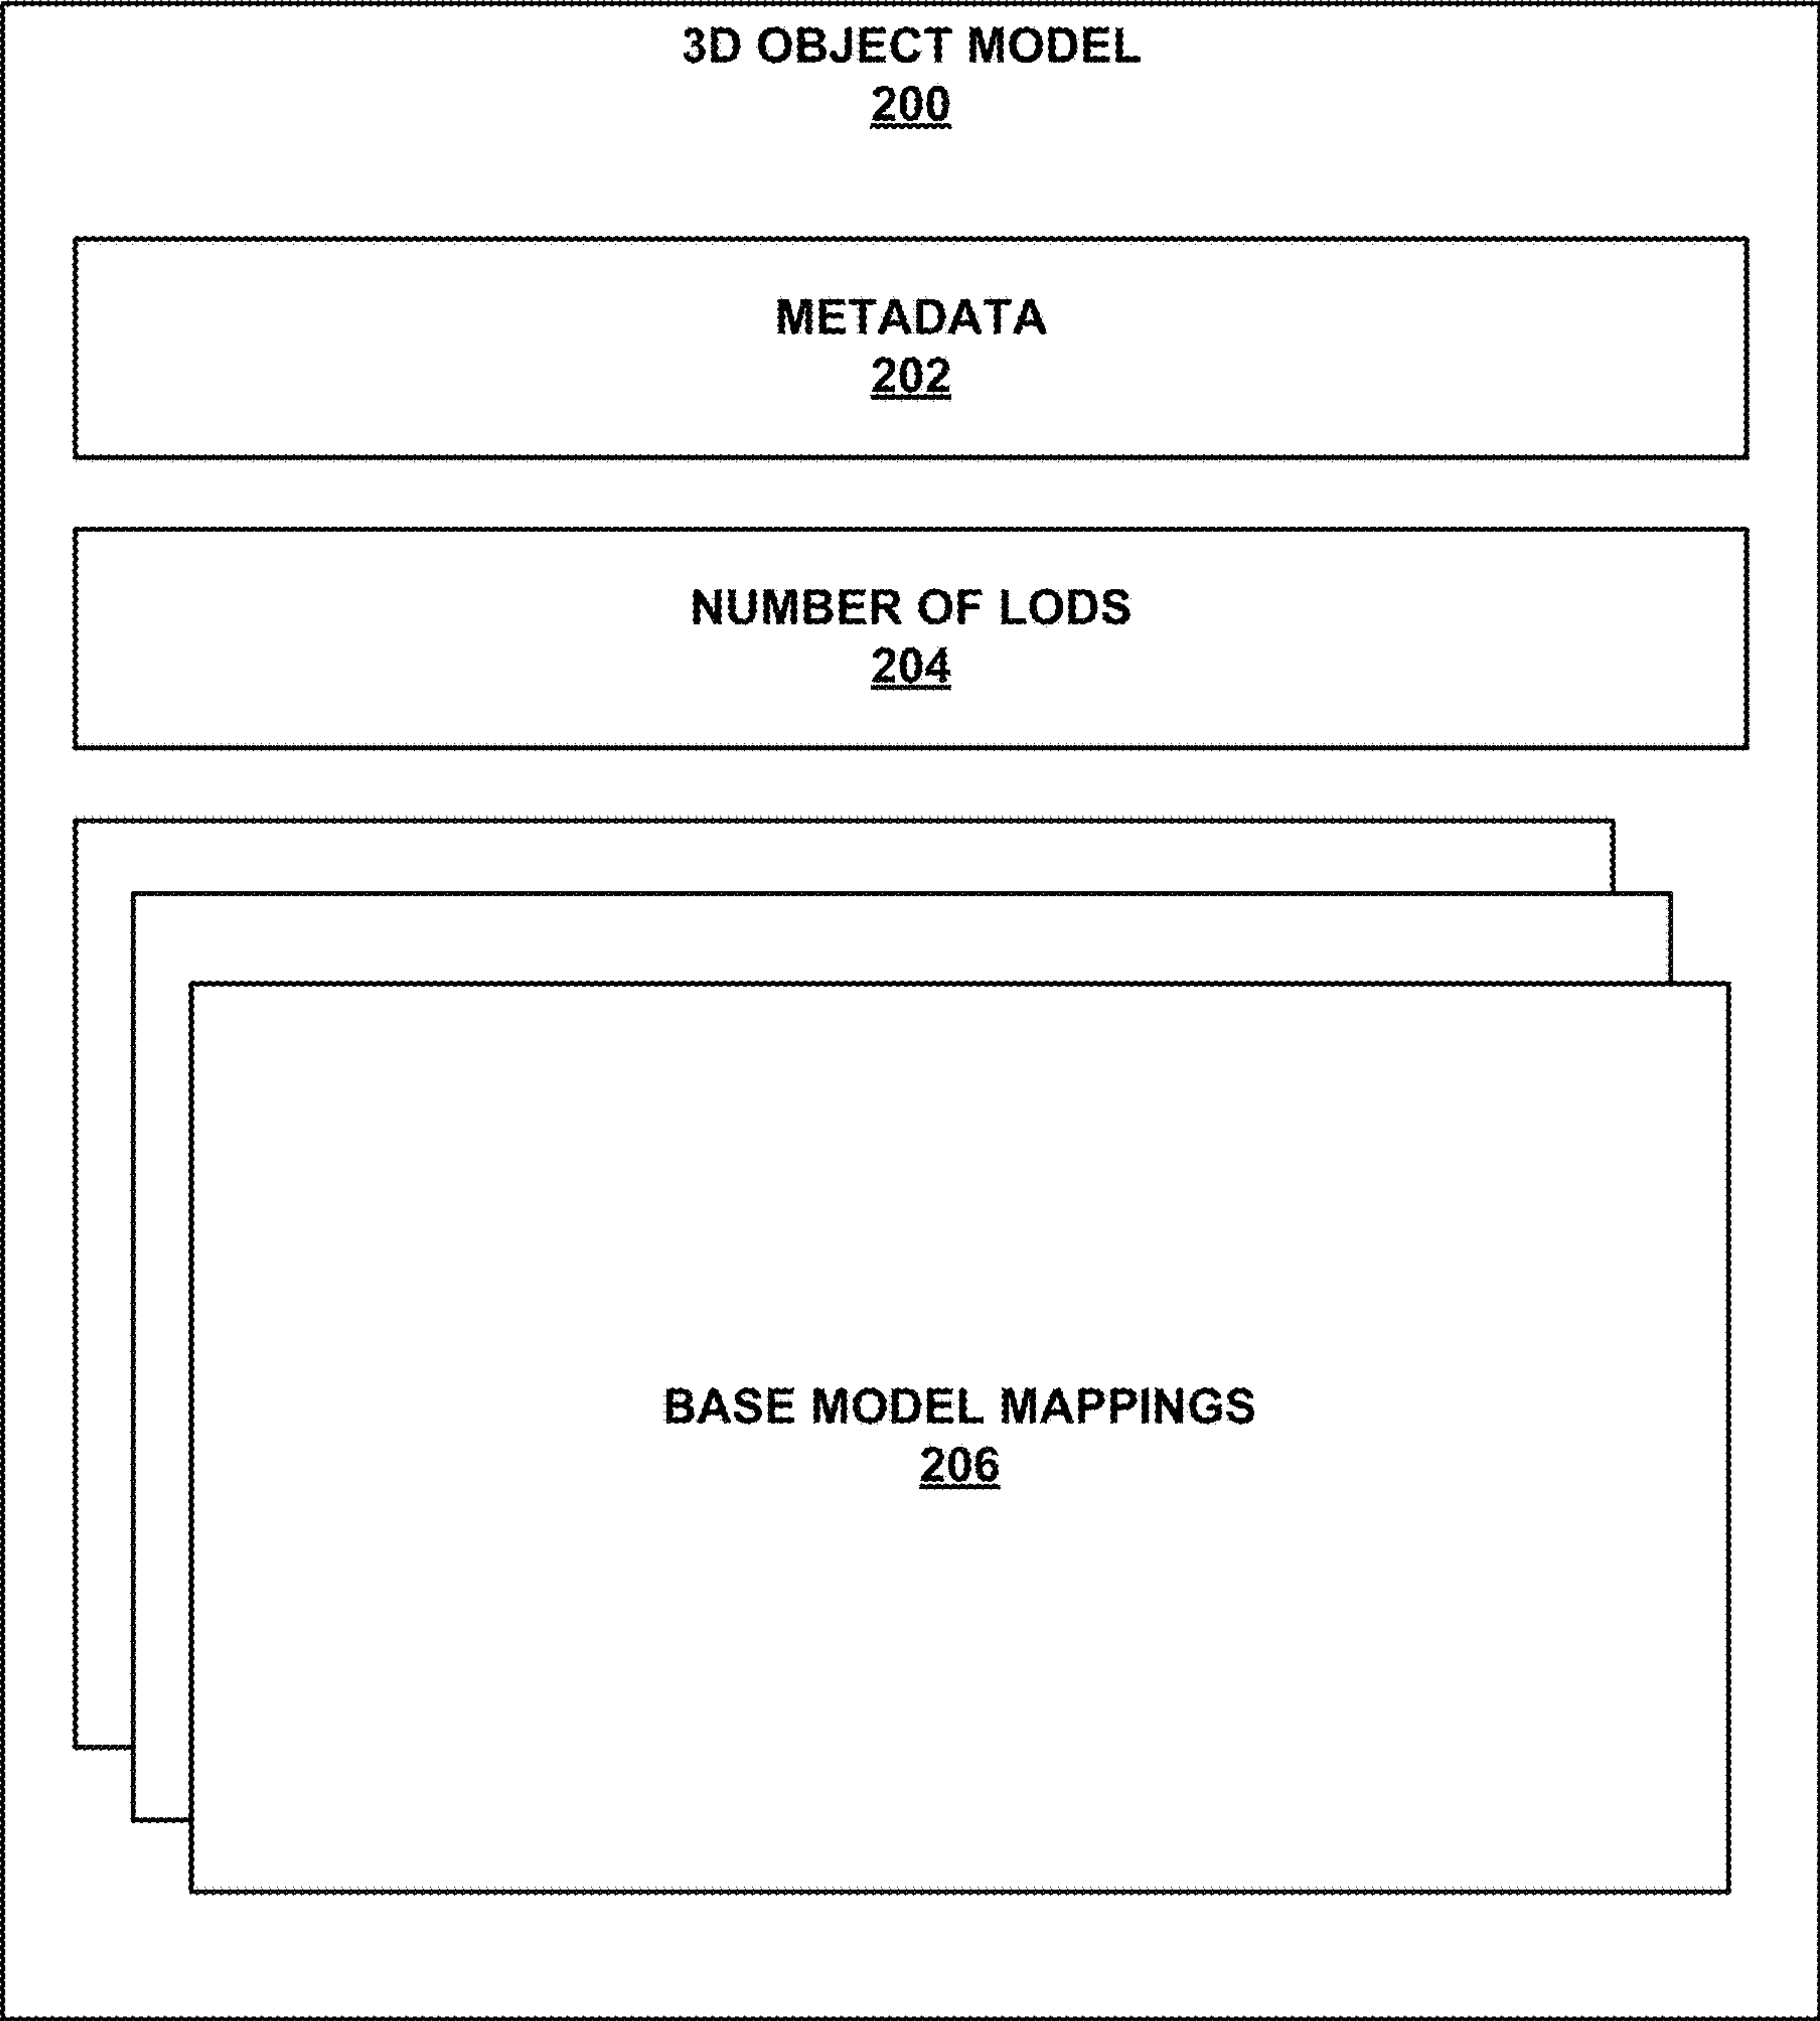 3D OBJECT MODEL
200
METADATA
202
NUMBER OF LODS
204
BASE MODEL MAPPINGS
206